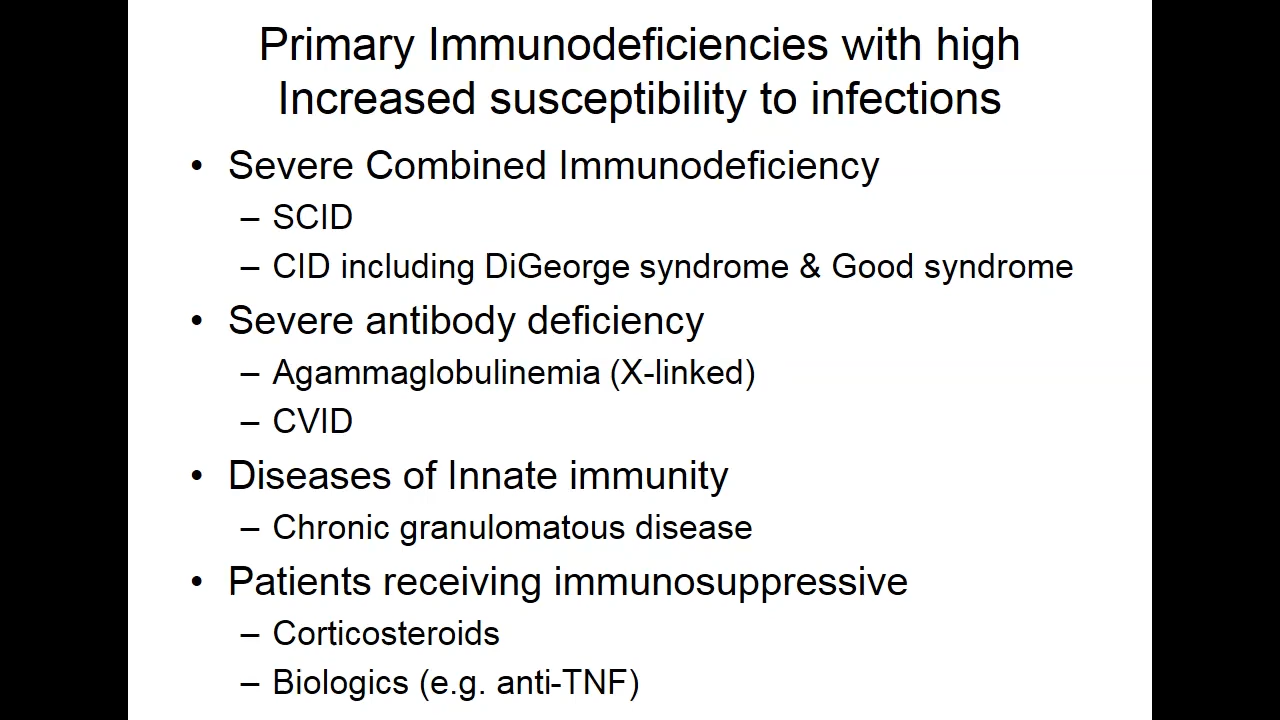 Primary Immunodeficiencies with high
Increased susceptibility to infections
• Severe Combined Immunodeficiency
– SCID
– CID including DiGeorge syndrome & Good syndrome
• Severe antibody deficiency
– Agammaglobulinemia (X-linked)
– CVID
• Diseases of Innate immunity
– Chronic granulomatous disease
• Patients receiving immunosuppressive
– Corticosteroids
– Biologics (e.g. anti-TNF)